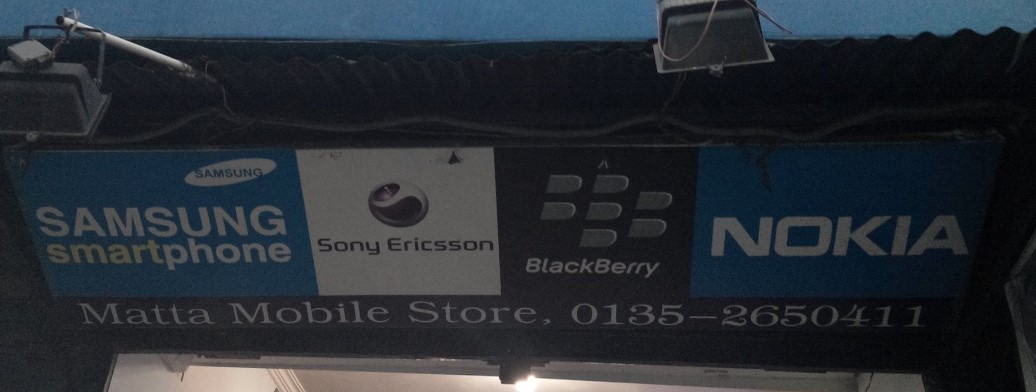 SAMSUNG
SAMSUNG
smartphone
Sony Ericsson
BlackBerry
NOKIA
Matta Mobile Store, 0135-2650411